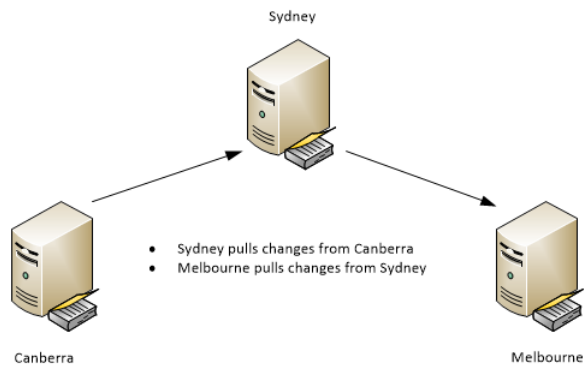 Sydney
• Sydney pulls changes from Canberra
• Melbourne pulls changes from Sydney
Canberra
Melbourne